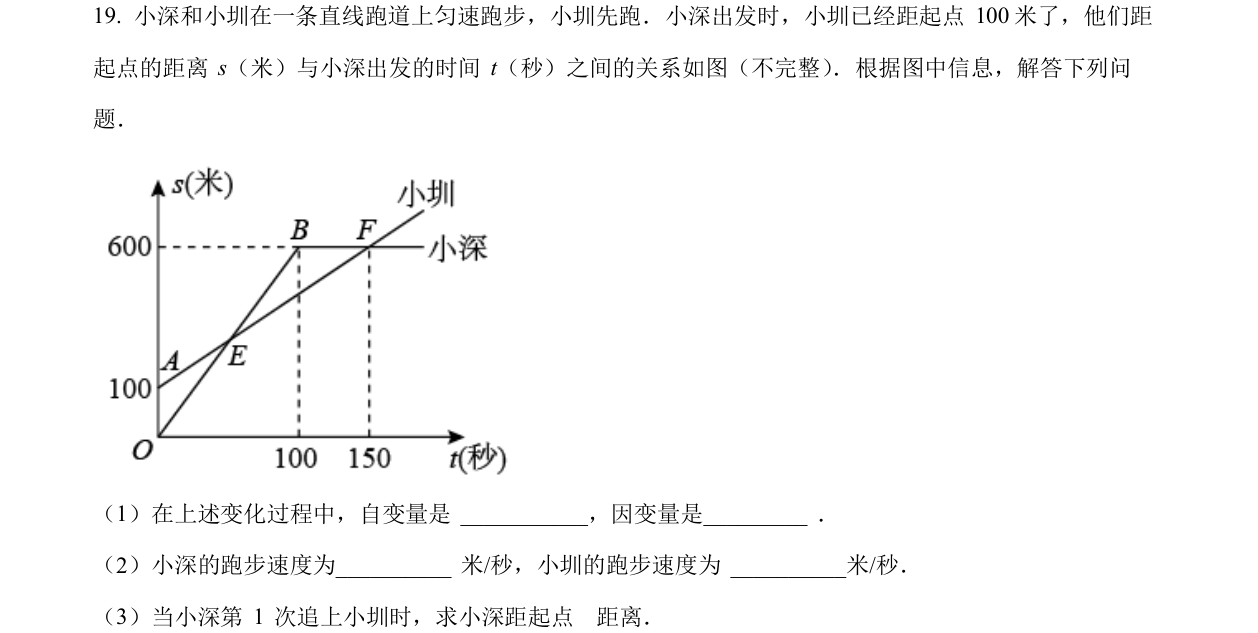 19. 小深和小圳在一条直线跑道上匀速跑步，小圳先跑．小深出发时，小圳已经距起点 100 米了，他们距
起点的距离 s（米）与小深出发的时间 t（秒）之间的关系如图（不完整）．根据图中信息，解答下列问
题．
s(米)
小圳
B F
600
小深
A
E
100
O
100 150 t(秒)
（1）在上述变化过程中，自变量是 ___________，因变量是_________ ．
（2）小深的跑步速度为__________ 米/秒，小圳的跑步速度为 __________米/秒．
（3）当小深第 1 次追上小圳时，求小深距起点 距离．